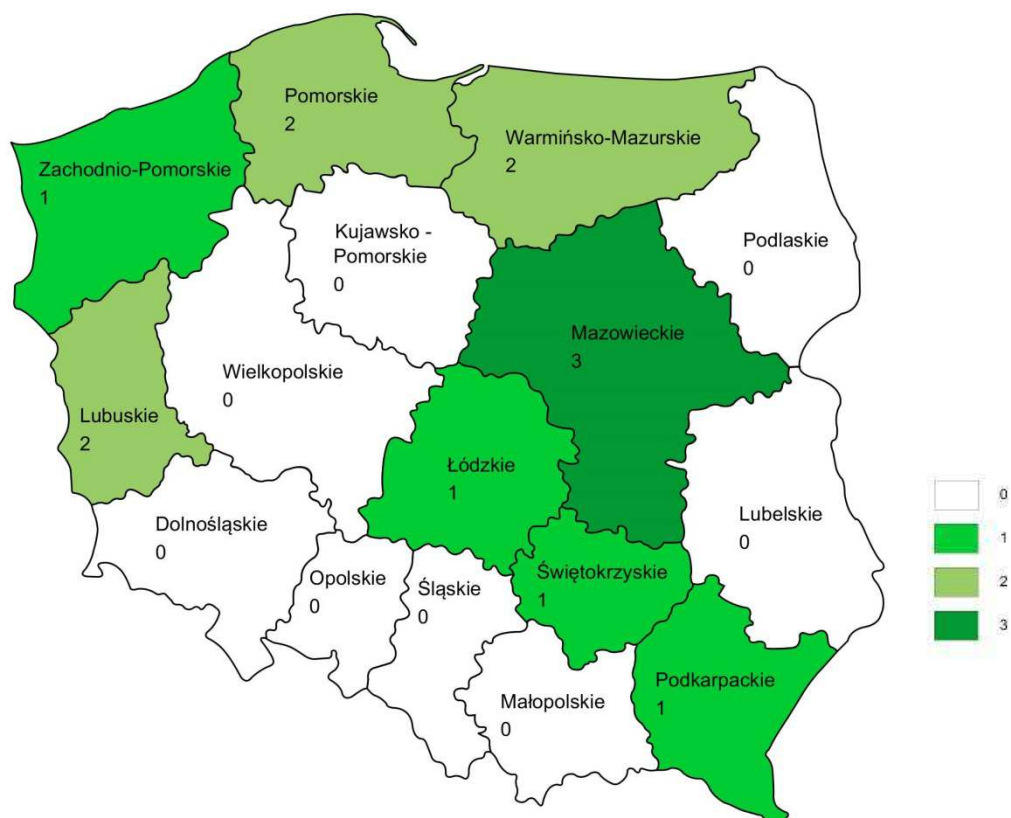 Pomorskie
2
Warmińsko-Mazurskie
2
Zachodnio-Pomorskie
1
Kujawsko -
Pomorskie
0
Podlaskie
0
Mazowieckie
3
Wielkopolskie
0
Lubuskie
2
Łódzkie
1
Dolnośląskie
0
Lubelskie
0
Opolskie
0
Śląskie
0
Świętokrzyskie
1
Małopolskie
0
Podkarpackie
1
0
1
2
3